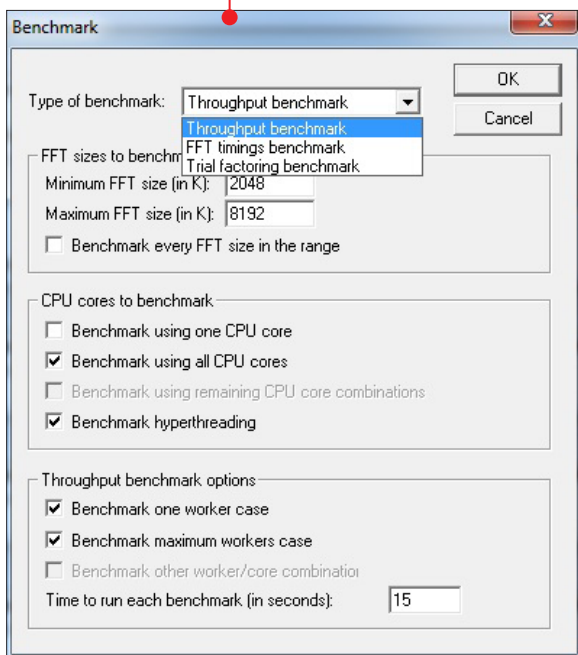 Benchmark
OK
Type of benchmark: Throughput benchmark
Cancel
Throughput benchmark
FFT timings benchmark
Trial factoring benchmark
FFT sizes to benchm
Minimum FFT size (in K): 2048
Maximum FFT size (in K): 8192
Benchmark every FFT size in the range
CPU cores to benchmark
Benchmark using one CPU core
Benchmark using all CPU cores
Benchmark using remaining CPU core combinations
Benchmark hyperthreading
Throughput benchmark options
Benchmark one worker case
Benchmark maximum workers case
Benchmark other worker/core combination
Time to run each benchmark (in seconds): 15